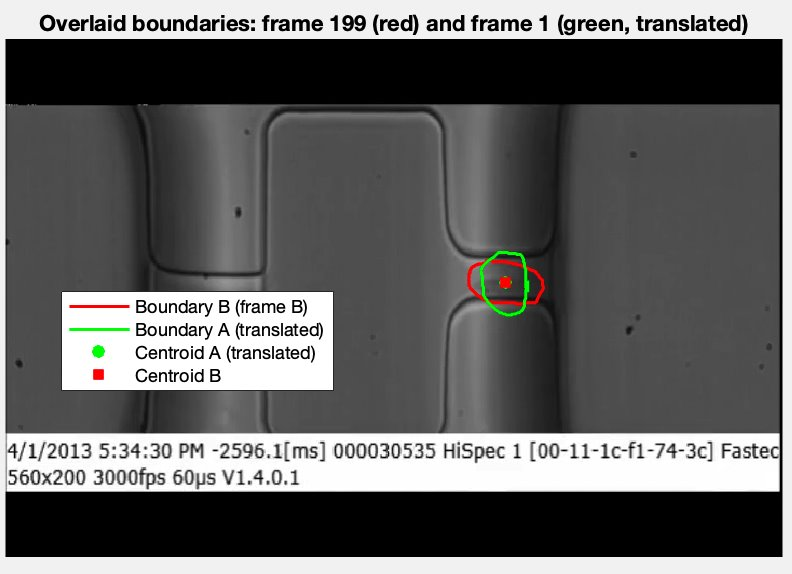 Overlaid boundaries: frame 199 (red) and frame 1 (green, translated)
Boundary B (frame B)
Boundary A (translated)
Centroid A (translated)
Centroid B
4/1/2013 5:34:30 PM -2596.1[ms] 000030535 HiSpec 1 [00-11-1c-f1-74-3c] Fastec
560x200 3000fps 60µs V1.4.0.1